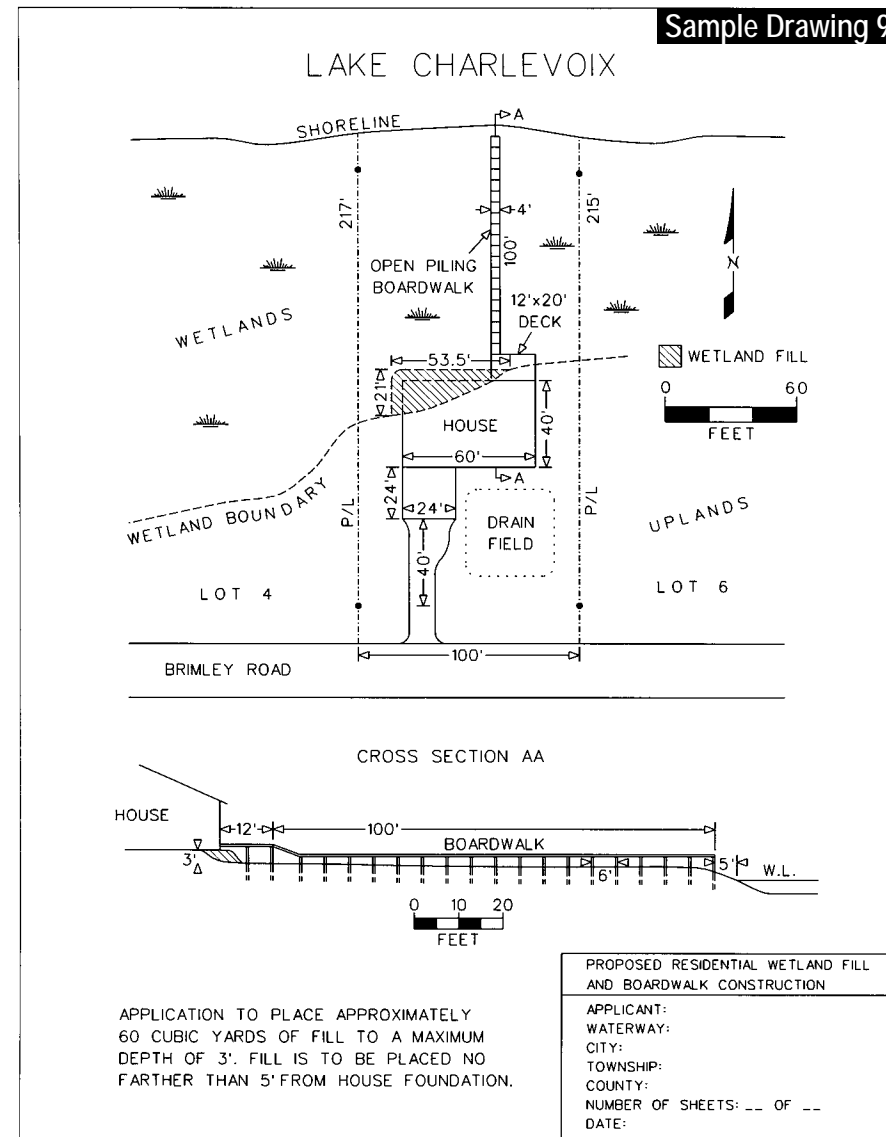 Sample Drawing 9
LAKE CHARLEVOIX
A
SHORELINE
217'
4'
215'
100'
OPEN PILING
BOARDWALK
N
12'x20'
DECK
WETLANDS
53.5'
WETLAND FILL
21'
0 60
FEET
HOUSE
40'
60'
A
24'
24'
DRAIN
FIELD
WETLAND BOUNDARY
P/L
P/L
UPLANDS
40'
LOT 4
LOT 6
100'
BRIMLEY ROAD
CROSS SECTION AA
HOUSE
12'
100'
BOARDWALK
3'
6'
5'
W.L.
0 10 20
FEET
APPLICATION TO PLACE APPROXIMATELY
60 CUBIC YARDS OF FILL TO A MAXIMUM
DEPTH OF 3'. FILL IS TO BE PLACED NO
FARTHER THAN 5' FROM HOUSE FOUNDATION.
PROPOSED RESIDENTIAL WETLAND FILL
AND BOARDWALK CONSTRUCTION
APPLICANT:
WATERWAY:
CITY:
TOWNSHIP:
COUNTY:
NUMBER OF SHEETS: __ OF __
DATE: